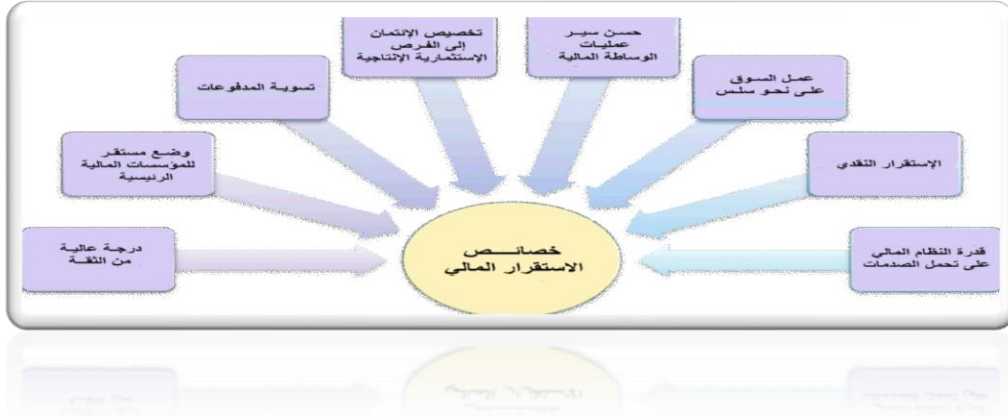 حسن سير
عمليات
الوساطة المالية
تخصيص الإنتمان
إلى الفرص
الإستثمارية الإنتاجية
عمل السوق
على نحو سلس
تسوية المدفوعات
الإستقرار النقدي
وضع مستقر
للمؤسسات المالية
الرئيسية
قدرة النظام المالي
على تحمل الصدمات
درجة عالية
من الثقة
خصائص
الاستقرار المالي